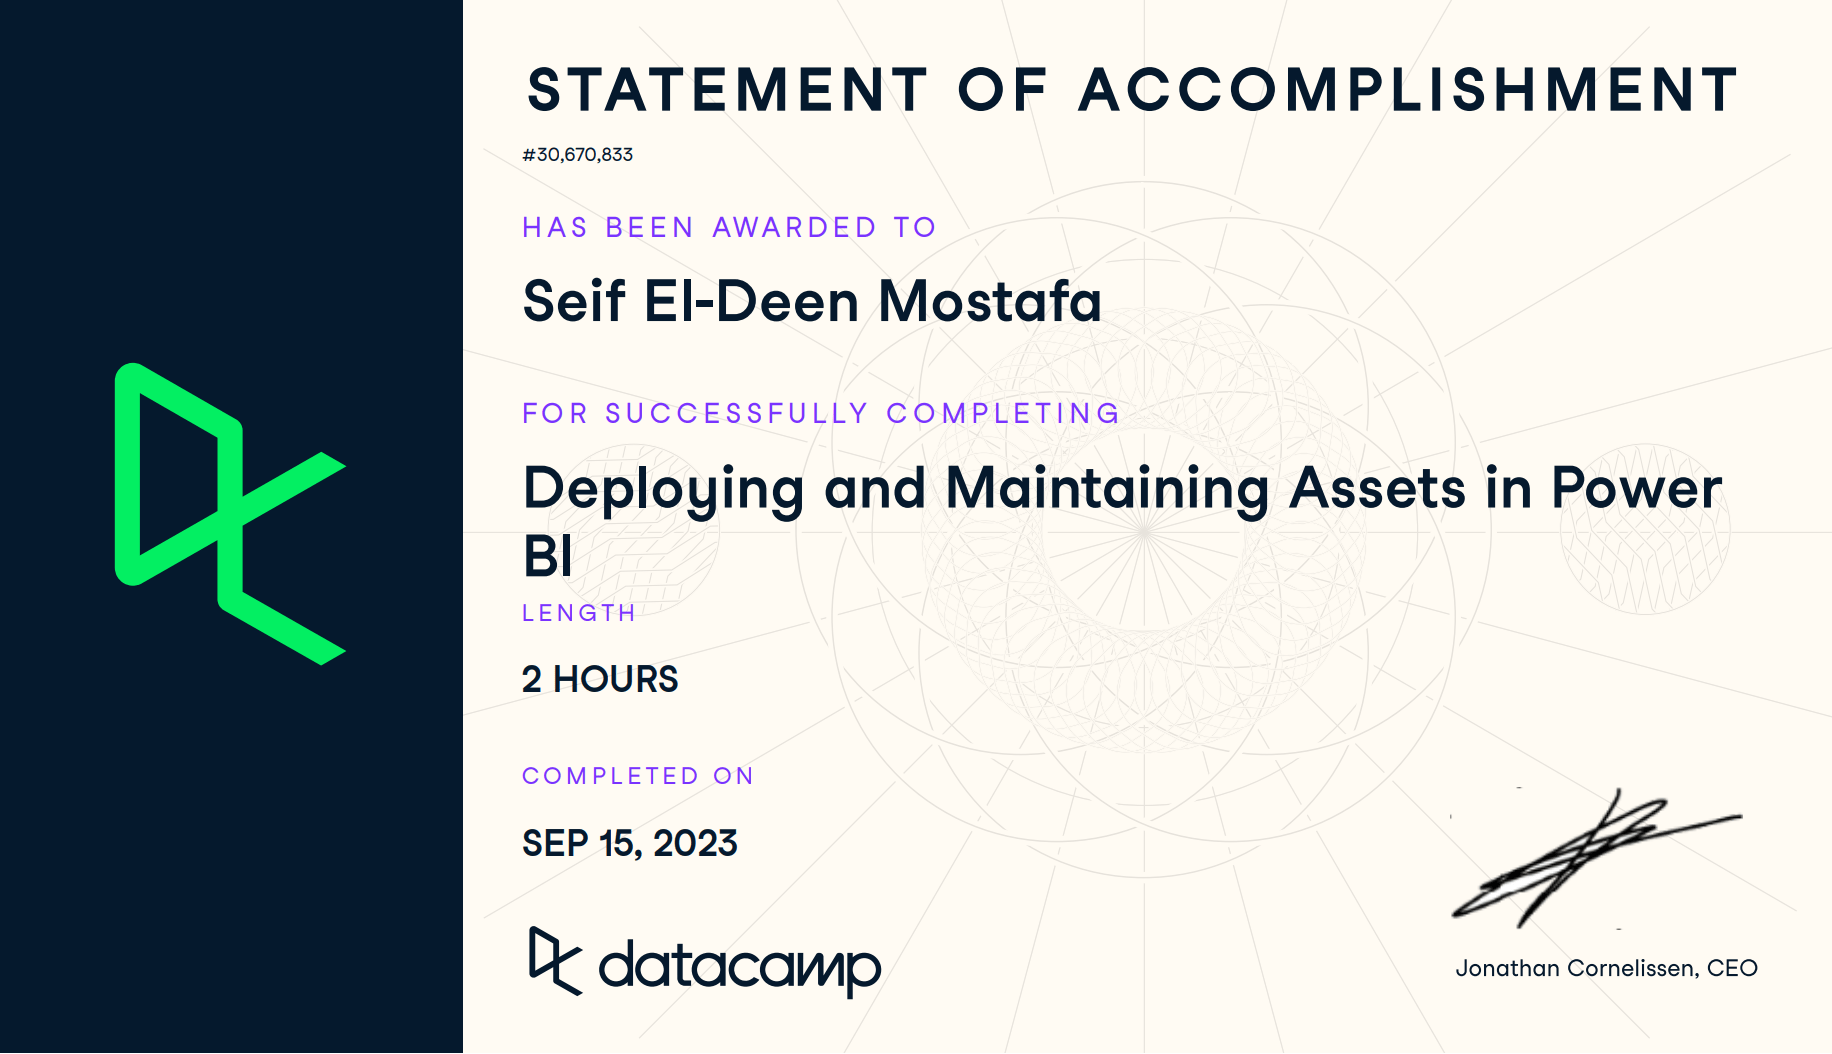 STATEMENT OF ACCOMPLISHMENT
#30,670,833
HAS BEEN AWARDED TO
Seif El-Deen Mostafa
FOR SUCCESSFULLY COMPLETING
Deploying and Maintaining Assets in Power
BI
LENGTH
2 HOURS
COMPLETED ON
SEP 15, 2023
datacamp
Jonathan Cornelissen, CEO